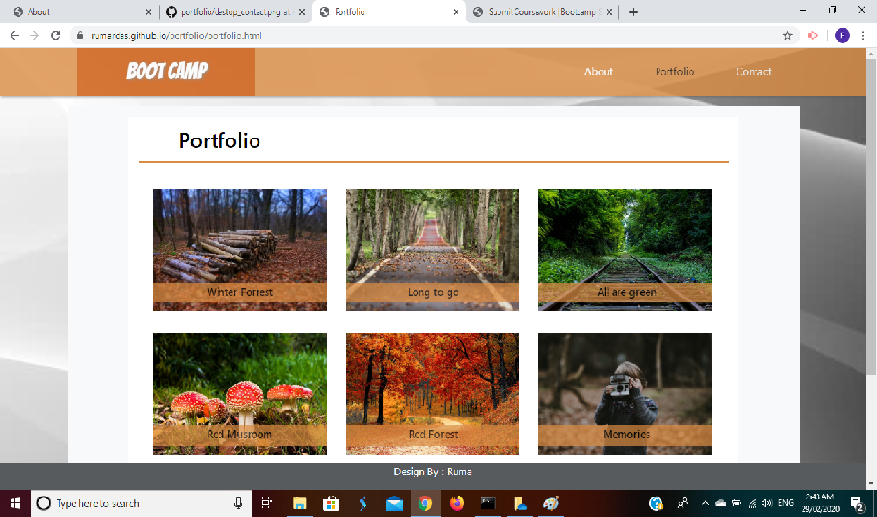 About
portfolio/destop_contact.png at
Portfolio
Submit Coursework | Bootcamp
rumardas.github.io/portfolio/portfolio.html
BOOT CAMP
About
Portfolio
Contact
Portfolio
Winter Forrest
Long to go
All are green
Red Musroom
Red Forest
Memories
Design By : Ruma
Type here to search
ENG
29/02/2020
2